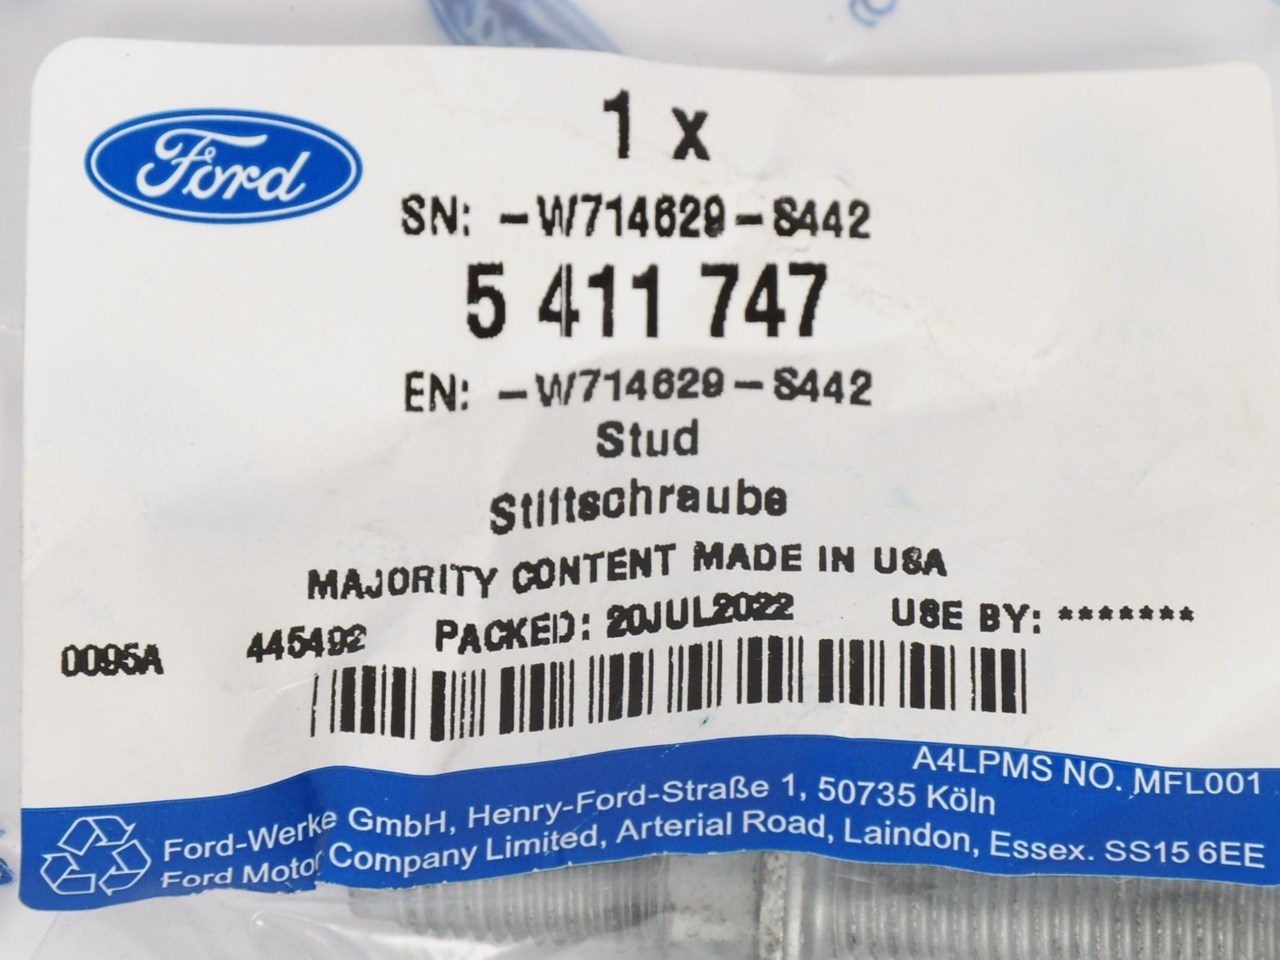 Ford
1 x
SN: -W714629-S442
5 411 747
EN: -W714629-S442
Stud
Stiftschraube
MAJORITY CONTENT MADE IN USA
0095A 445492 PACKED: 20JUL2022 USE BY: *******
A4LPMS NO. MFL001
Ford-Werke GmbH, Henry-Ford-Straße 1, 50735 Köln
Ford Motor Company Limited, Arterial Road, Laindon, Essex. SS15 6EE